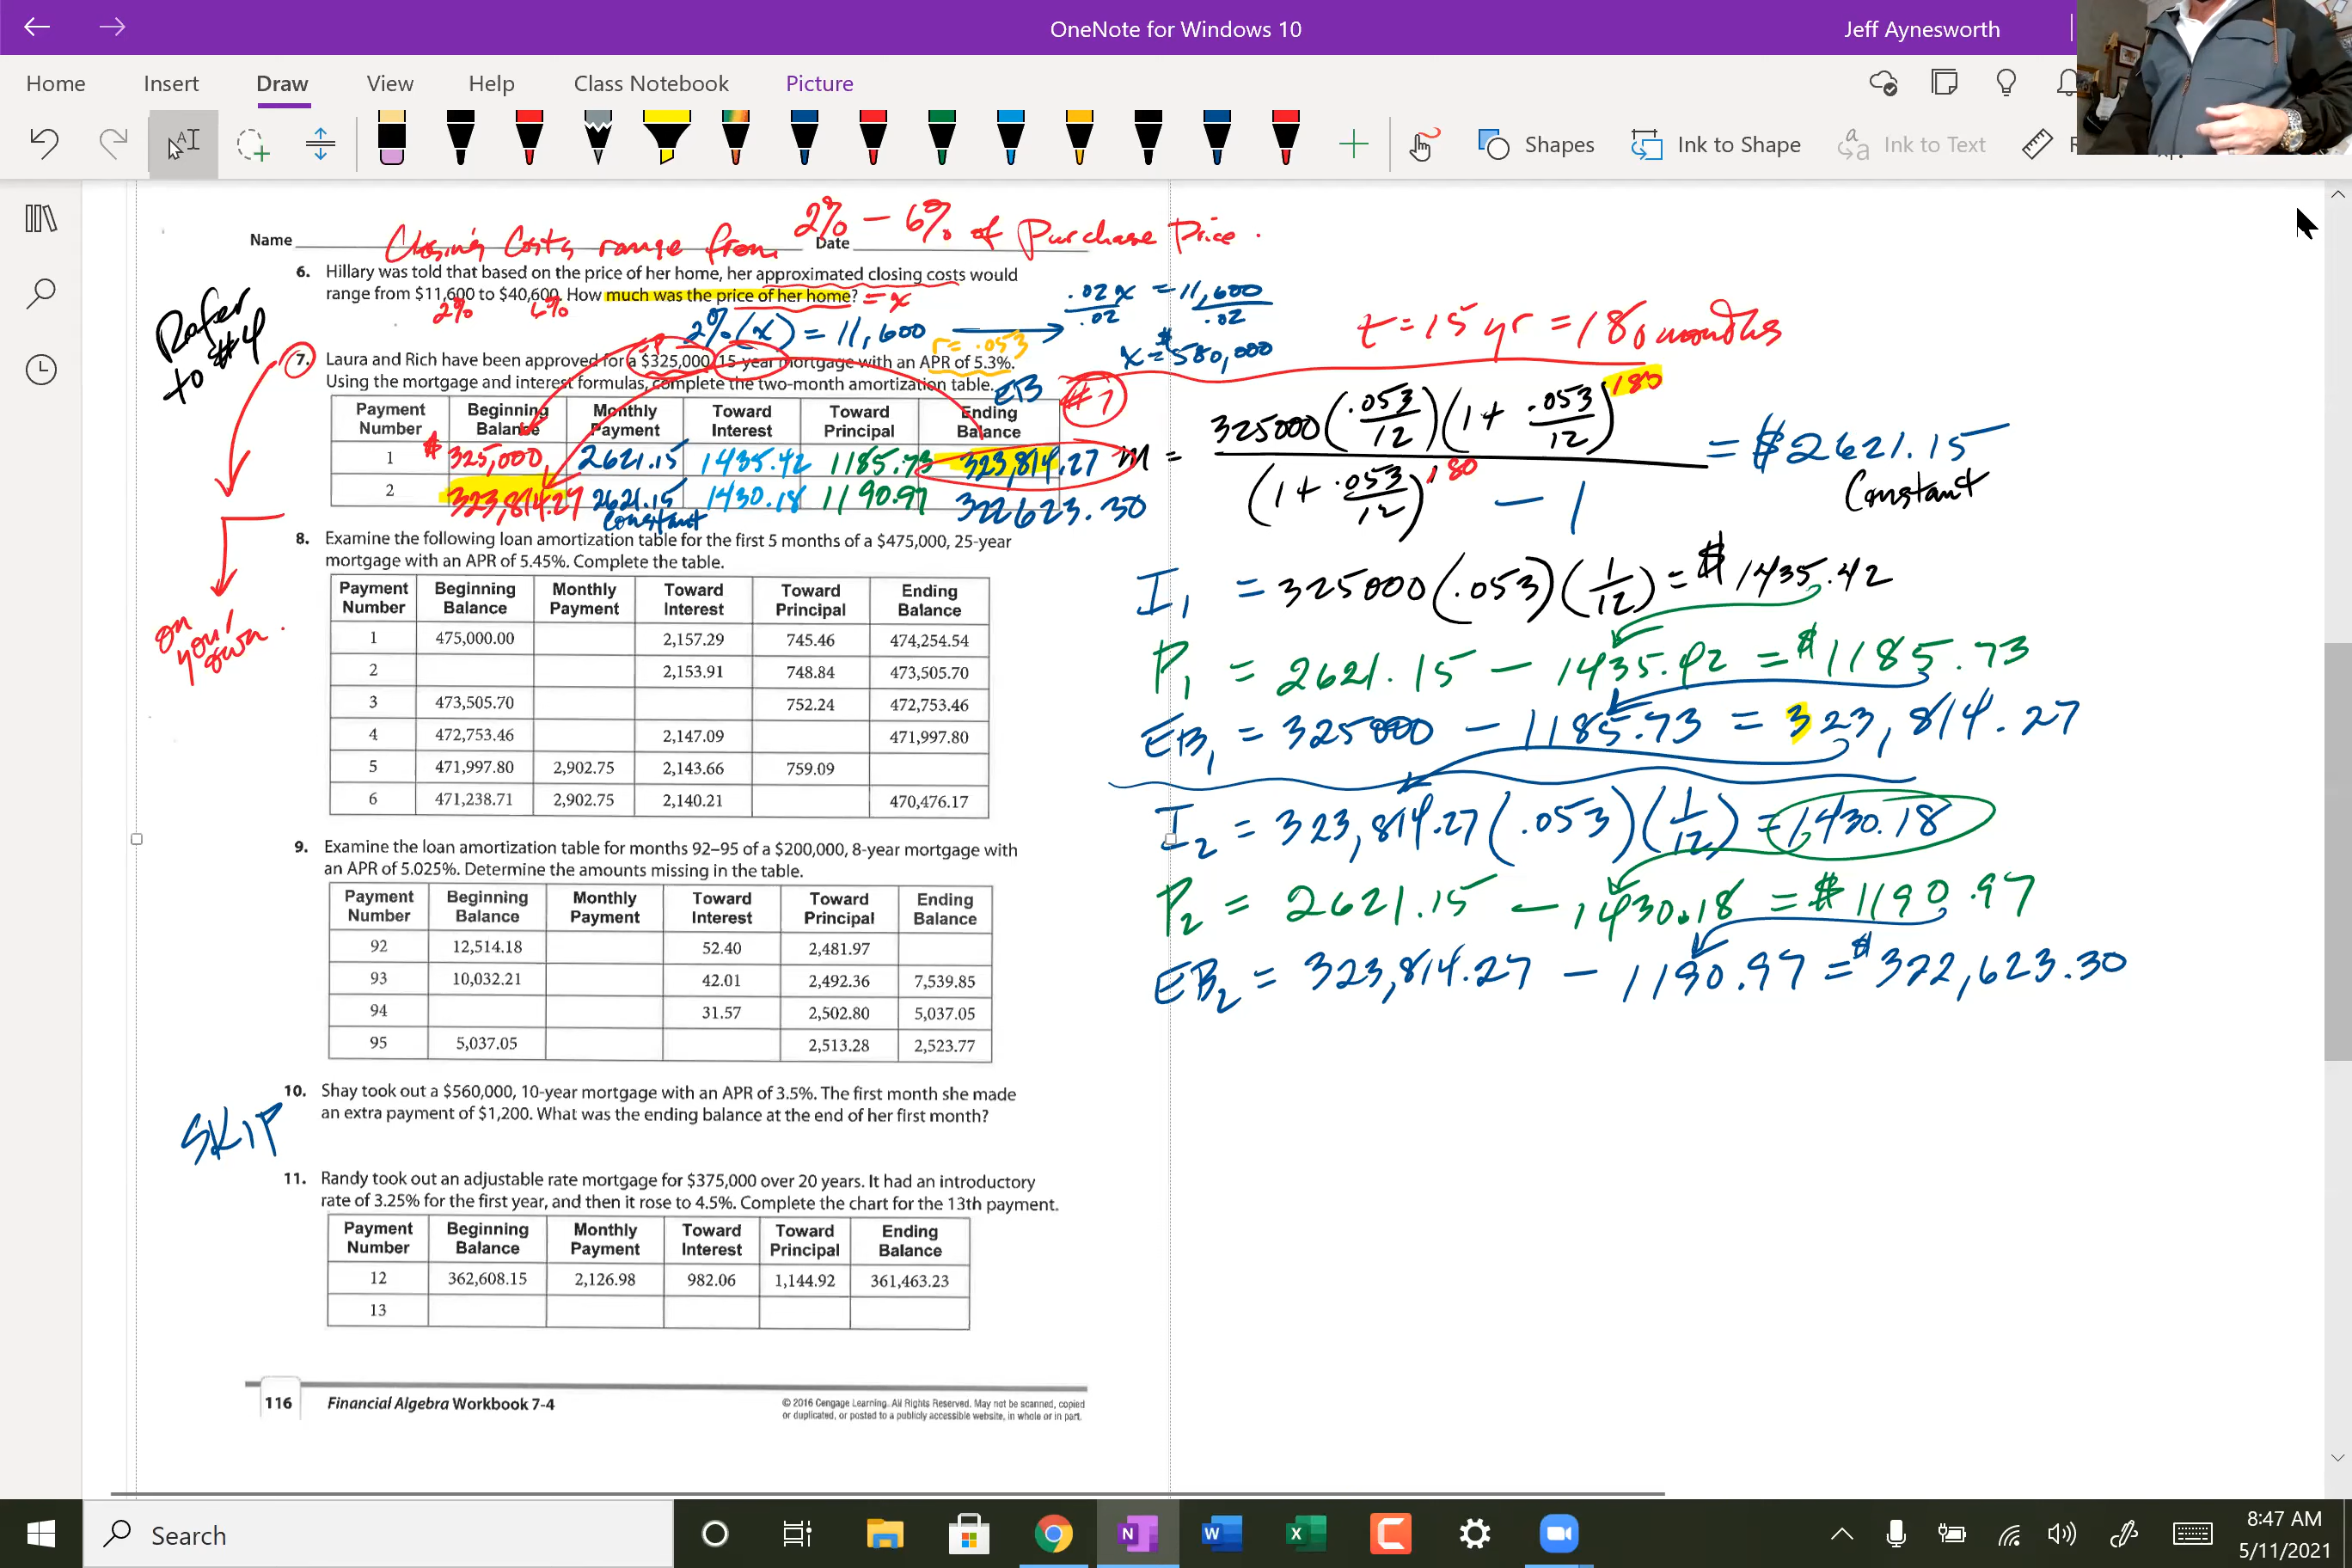 OneNote for Windows 10
Jeff Aynesworth
Home Insert Draw View Help Class Notebook Picture
Shapes Ink to Shape Ink to Text
Closing Costs range from 2% – 6% of Purchase Price.
Name Date
6. Hillary was told that based on the price of her home, her approximated closing costs would
range from $11,600 to $40,600. How much was the price of her home? = x
2% 6%
2%(x) = 11,600
.02x = 11,600
.02 .02
x = $580,000
Refer to #4
t = 15 yr = 180 months
r = .053
7. Laura and Rich have been approved for a $325,000 15-year mortgage with an APR of 5.3%.
Using the mortgage and interest formulas, complete the two-month amortization table.
EB
Payment Number Beginning Balance Monthly Payment Toward Interest Toward Principal Ending Balance
1 $325,000 2621.15 1435.42 1185.73 323,814.27
2 323,814.27 2621.15 1430.18 1190.97 322623.30
Constant
on your own.
8. Examine the following loan amortization table for the first 5 months of a $475,000, 25-year
mortgage with an APR of 5.45%. Complete the table.
Payment Number Beginning Balance Monthly Payment Toward Interest Toward Principal Ending Balance
1 475,000.00 2,157.29 745.46 474,254.54
2 2,153.91 748.84 473,505.70
3 473,505.70 752.24 472,753.46
4 472,753.46 2,147.09 471,997.80
5 471,997.80 2,902.75 2,143.66 759.09
6 471,238.71 2,902.75 2,140.21 470,476.17
9. Examine the loan amortization table for months 92–95 of a $200,000, 8-year mortgage with
an APR of 5.025%. Determine the amounts missing in the table.
Payment Number Beginning Balance Monthly Payment Toward Interest Toward Principal Ending Balance
92 12,514.18 52.40 2,481.97
93 10,032.21 42.01 2,492.36 7,539.85
94 31.57 2,502.80 5,037.05
95 5,037.05 2,513.28 2,523.77
SKIP
10. Shay took out a $560,000, 10-year mortgage with an APR of 3.5%. The first month she made
an extra payment of $1,200. What was the ending balance at the end of her first month?
11. Randy took out an adjustable rate mortgage for $375,000 over 20 years. It had an introductory
rate of 3.25% for the first year, and then it rose to 4.5%. Complete the chart for the 13th payment.
Payment Number Beginning Balance Monthly Payment Toward Interest Toward Principal Ending Balance
12 362,608.15 2,126.98 982.06 1,144.92 361,463.23
13
116 Financial Algebra Workbook 7-4
© 2016 Cengage Learning. All Rights Reserved. May not be scanned, copied
or duplicated, or posted to a publicly accessible website, in whole or in part.
#7
325000(.053/12)(1 + .053/12)^180
m = = $2621.15
(1 + .053/12)^180 – 1
Constant
I1 = 325000(.053)(1/12) = $1435.42
P1 = 2621.15 – 1435.42 = $1185.73
EB1 = 325000 – 1185.73 = 323,814.27
I2 = 323,814.27(.053)(1/12) = 1430.18
P2 = 2621.15 – 1430.18 = $1190.97
EB2 = 323,814.27 – 1190.97 = $322,623.30
Search
8:47 AM
5/11/2021